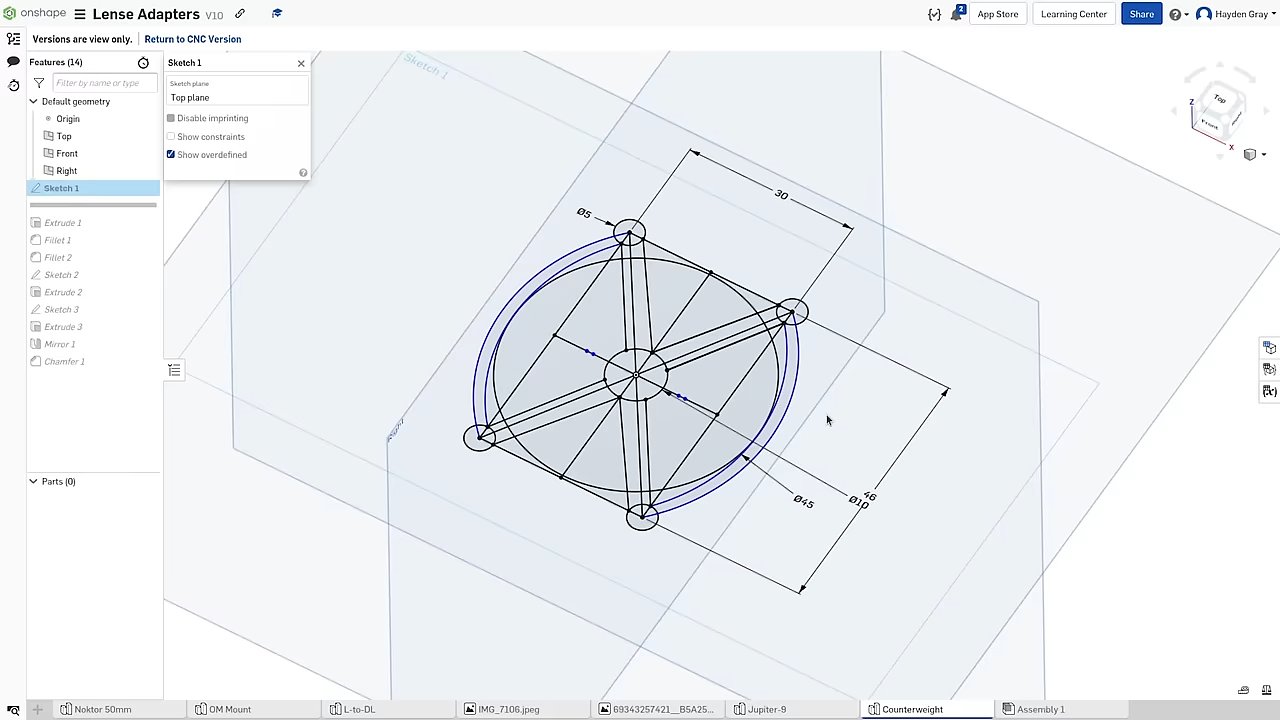 onshape
Lense Adapters V10
2
App Store
Learning Center
Share
Hayden Gray
Versions are view only.
Return to CNC Version
Features (14)
Filter by name or type
Default geometry
Origin
Top
Front
Right
Sketch 1
Extrude 1
Fillet 1
Fillet 2
Sketch 2
Extrude 2
Sketch 3
Extrude 3
Mirror 1
Chamfer 1
Parts (0)
Sketch 1
Sketch plane
Top plane
Disable imprinting
Show constraints
Show overdefined
Sketch 1
30
Ø5
Right
Ø45
46
Ø10
Z
Top
Front
X
Noktor 50mm
OM Mount
L-to-DL
IMG_7106.jpeg
69343257421__B5A25...
Jupiter-9
Counterweight
Assembly 1